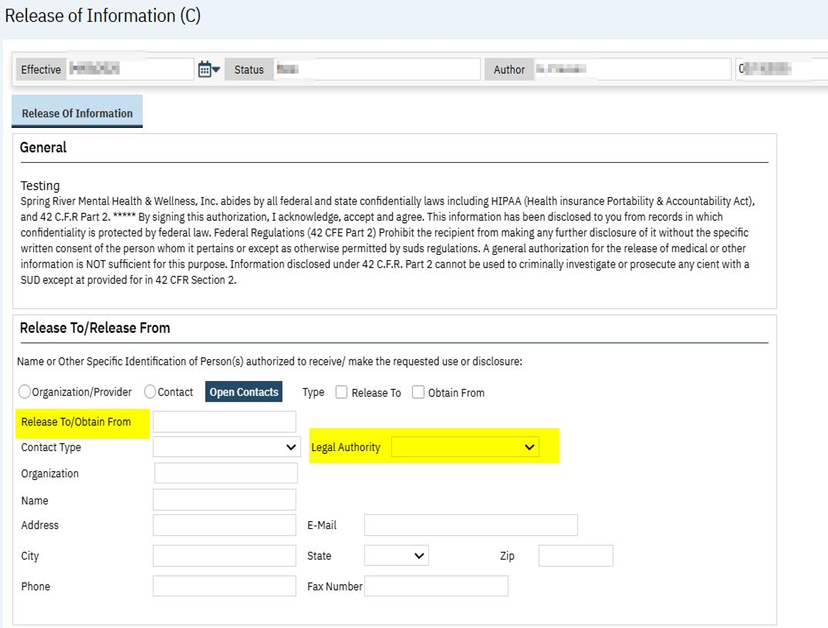 Release of Information (C)
Effective Status Author
Release Of Information
General
Testing
Spring River Mental Health & Wellness, Inc. abides by all federal and state confidentially laws including HIPAA (Health insurance Portability & Accountability Act),
and 42 C.F.R Part 2. ***** By signing this authorization, I acknowledge, accept and agree. This information has been disclosed to you from records in which
confidentiality is protected by federal law. Federal Regulations (42 CFE Part 2) Prohibit the recipient from making any further disclosure of it without the specific
written consent of the person whom it pertains or except as otherwise permitted by suds regulations. A general authorization for the release of medical or other
information is NOT sufficient for this purpose. Information disclosed under 42 C.F.R. Part 2 cannot be used to criminally investigate or prosecute any cient with a
SUD except at provided for in 42 CFR Section 2.
Release To/Release From
Name or Other Specific Identification of Person(s) authorized to receive/ make the requested use or disclosure:
Organization/Provider Contact Open Contacts Type Release To Obtain From
Release To/Obtain From
Contact Type Legal Authority
Organization
Name
Address E-Mail
City State Zip
Phone Fax Number